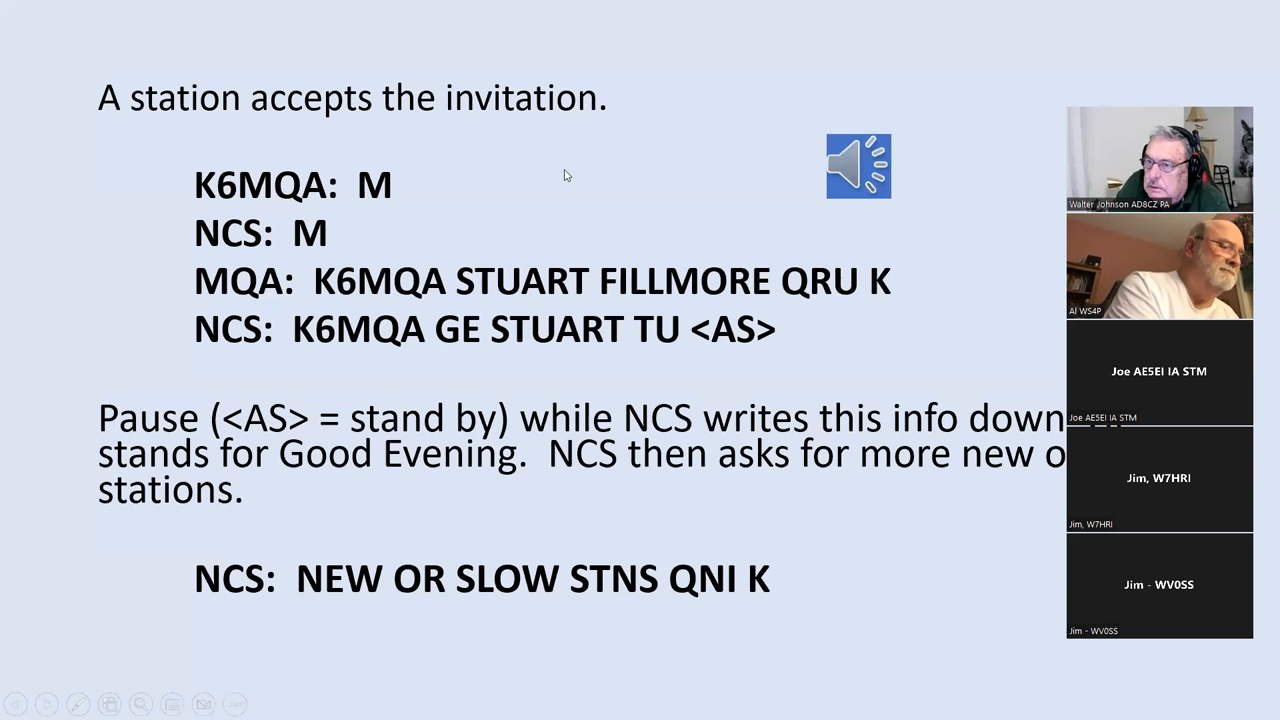 A station accepts the invitation.
K6MQA: M
NCS: M
MQA: K6MQA STUART FILLMORE QRU K
NCS: K6MQA GE STUART TU <AS>
Pause (<AS> = stand by) while NCS writes this info down
stands for Good Evening. NCS then asks for more new o
stations.
NCS: NEW OR SLOW STNS QNI K
Walter Johnson AD8CZ PA
Al WS4P
Joe AE5EI IA STM
Joe AE5EI IA STM
Jim, W7HRI
Jim, W7HRI
Jim - WV0SS
Jim - WV0SS